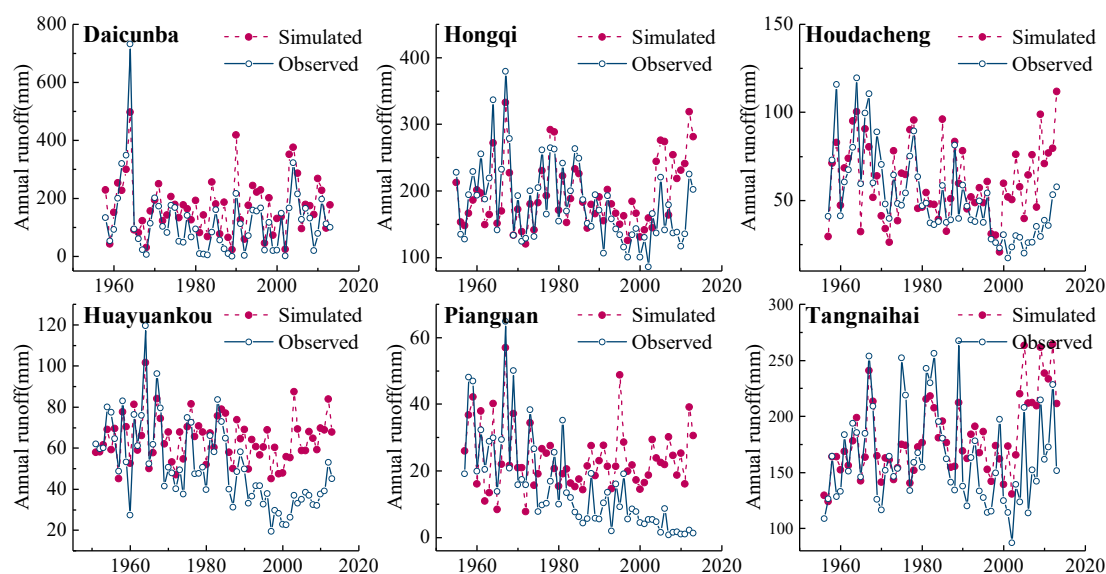 Daicunba
Simulated
Observed
Annual runoff(mm)
800
600
400
200
0
1960
1980
2000
2020
Hongqi
Simulated
Observed
Annual runoff(mm)
400
300
200
100
1960
1980
2000
2020
Houdacheng
Simulated
Observed
Annual runoff(mm)
150
100
50
1960
1980
2000
2020
Huayuankou
Simulated
Observed
Annual runoff(mm)
120
100
80
60
40
20
1960
1980
2000
2020
Pianguan
Simulated
Observed
Annual runoff(mm)
60
40
20
0
1960
1980
2000
2020
Tangnaihai
Simulated
Observed
Annual runoff(mm)
300
250
200
150
100
1960
1980
2000
2020